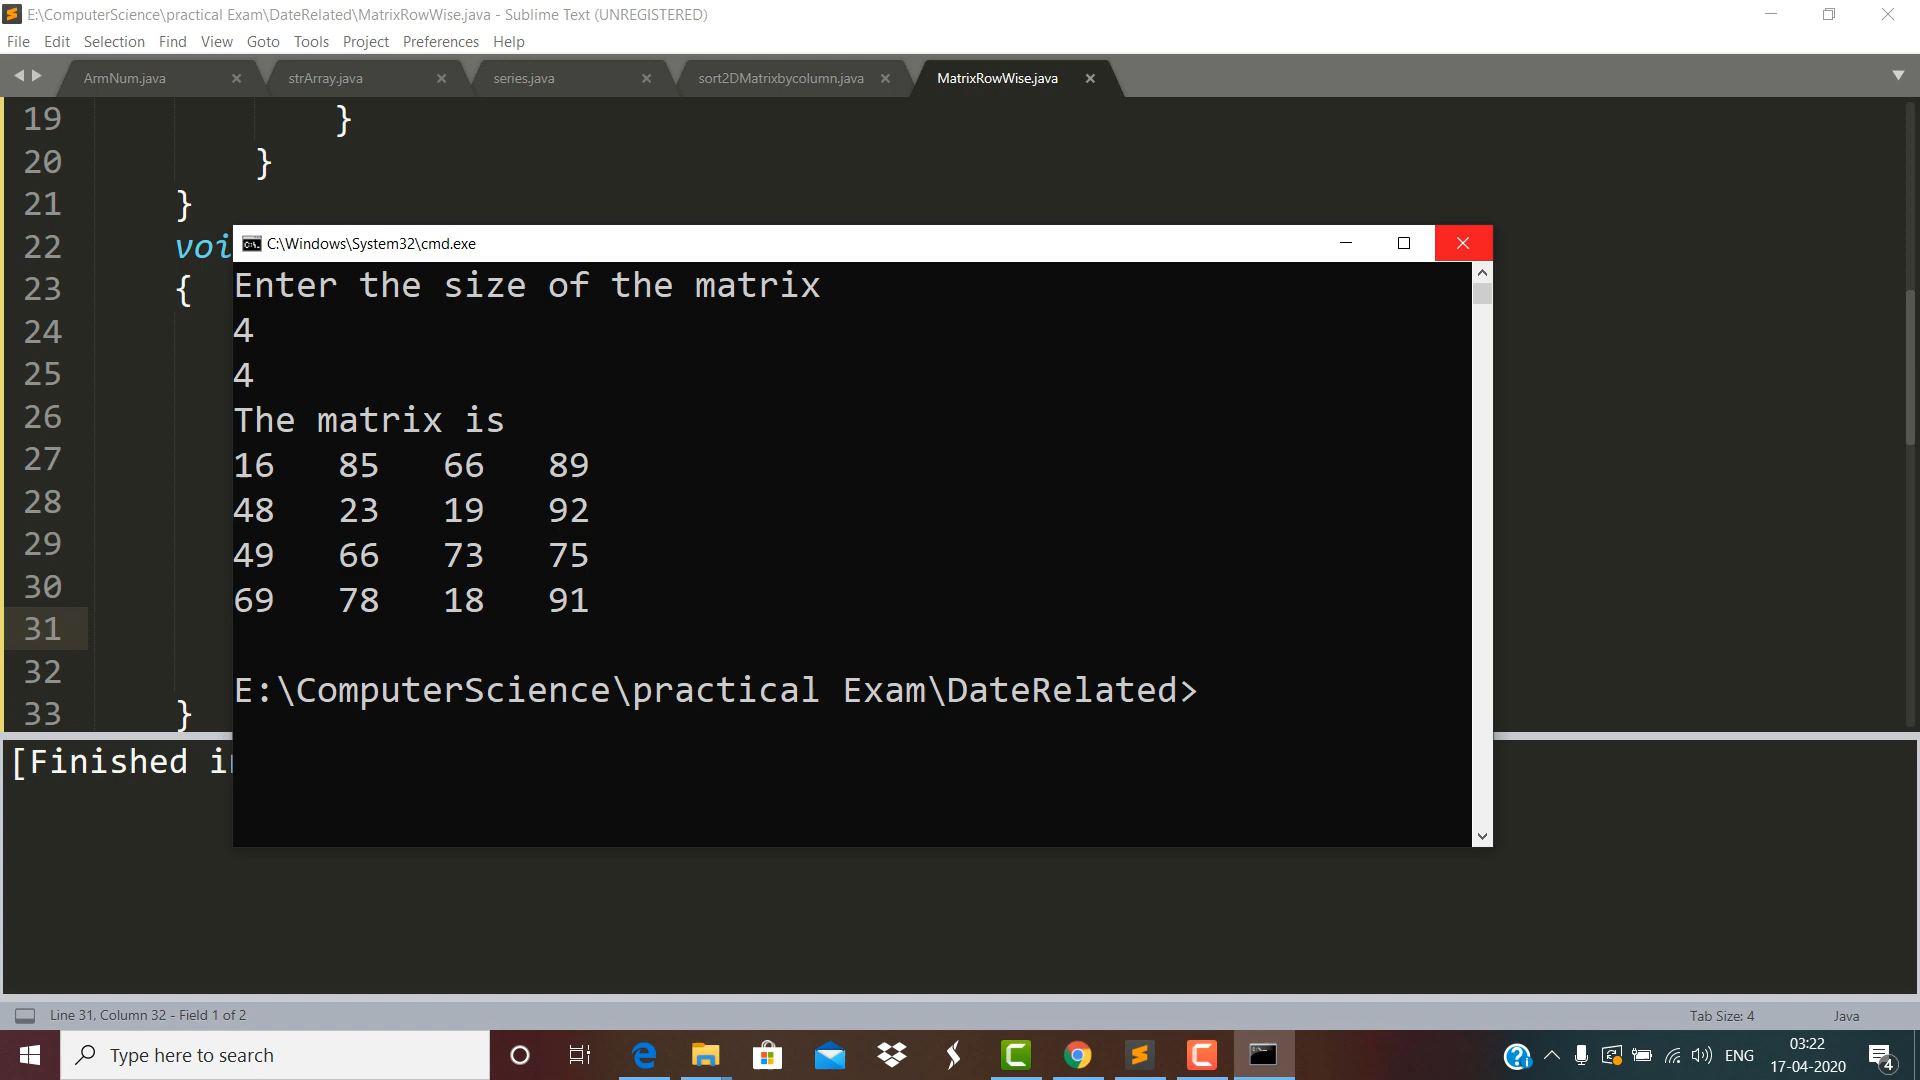 E:\ComputerScience\practical Exam\DateRelated\MatrixRowWise.java - Sublime Text (UNREGISTERED)
File Edit Selection Find View Goto Tools Project Preferences Help
ArmNum.java strArray.java series.java sort2DMatrixbycolumn.java MatrixRowWise.java
19 }
20 }
21 }
22 voi
23 {
24
25
26
27
28
29
30
31
32
33 }
C:\Windows\System32\cmd.exe
Enter the size of the matrix
4
4
The matrix is
16 85 66 89
48 23 19 92
49 66 73 75
69 78 18 91
E:\ComputerScience\practical Exam\DateRelated>
[Finished in
Line 31, Column 32 - Field 1 of 2 Tab Size: 4 Java
Type here to search
ENG
03:22
17-04-2020
4